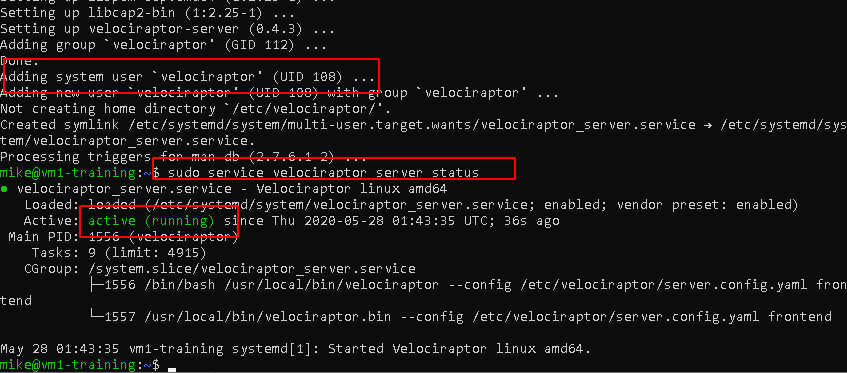 Setting up libcap2-bin (1:2.25-1) ...
Setting up velociraptor-server (0.4.3) ...
Adding group `velociraptor' (GID 112) ...
Done.
Adding system user `velociraptor' (UID 108) ...
Adding new user `velociraptor' (UID 108) with group `velociraptor' ...
Not creating home directory `/etc/velociraptor/'.
Created symlink /etc/systemd/system/multi-user.target.wants/velociraptor_server.service → /etc/systemd/sys
tem/velociraptor_server.service.
Processing triggers for man-db (2.7.6.1-2) ...
mike@vm1-training:~$ sudo service velociraptor_server status
● velociraptor_server.service - Velociraptor linux amd64
Loaded: loaded (/etc/systemd/system/velociraptor_server.service; enabled; vendor preset: enabled)
Active: active (running) since Thu 2020-05-28 01:43:35 UTC; 36s ago
Main PID: 1556 (velociraptor)
Tasks: 9 (limit: 4915)
CGroup: /system.slice/velociraptor_server.service
├─1556 /bin/bash /usr/local/bin/velociraptor --config /etc/velociraptor/server.config.yaml fron
tend
└─1557 /usr/local/bin/velociraptor.bin --config /etc/velociraptor/server.config.yaml frontend
May 28 01:43:35 vm1-training systemd[1]: Started Velociraptor linux amd64.
mike@vm1-training:~$